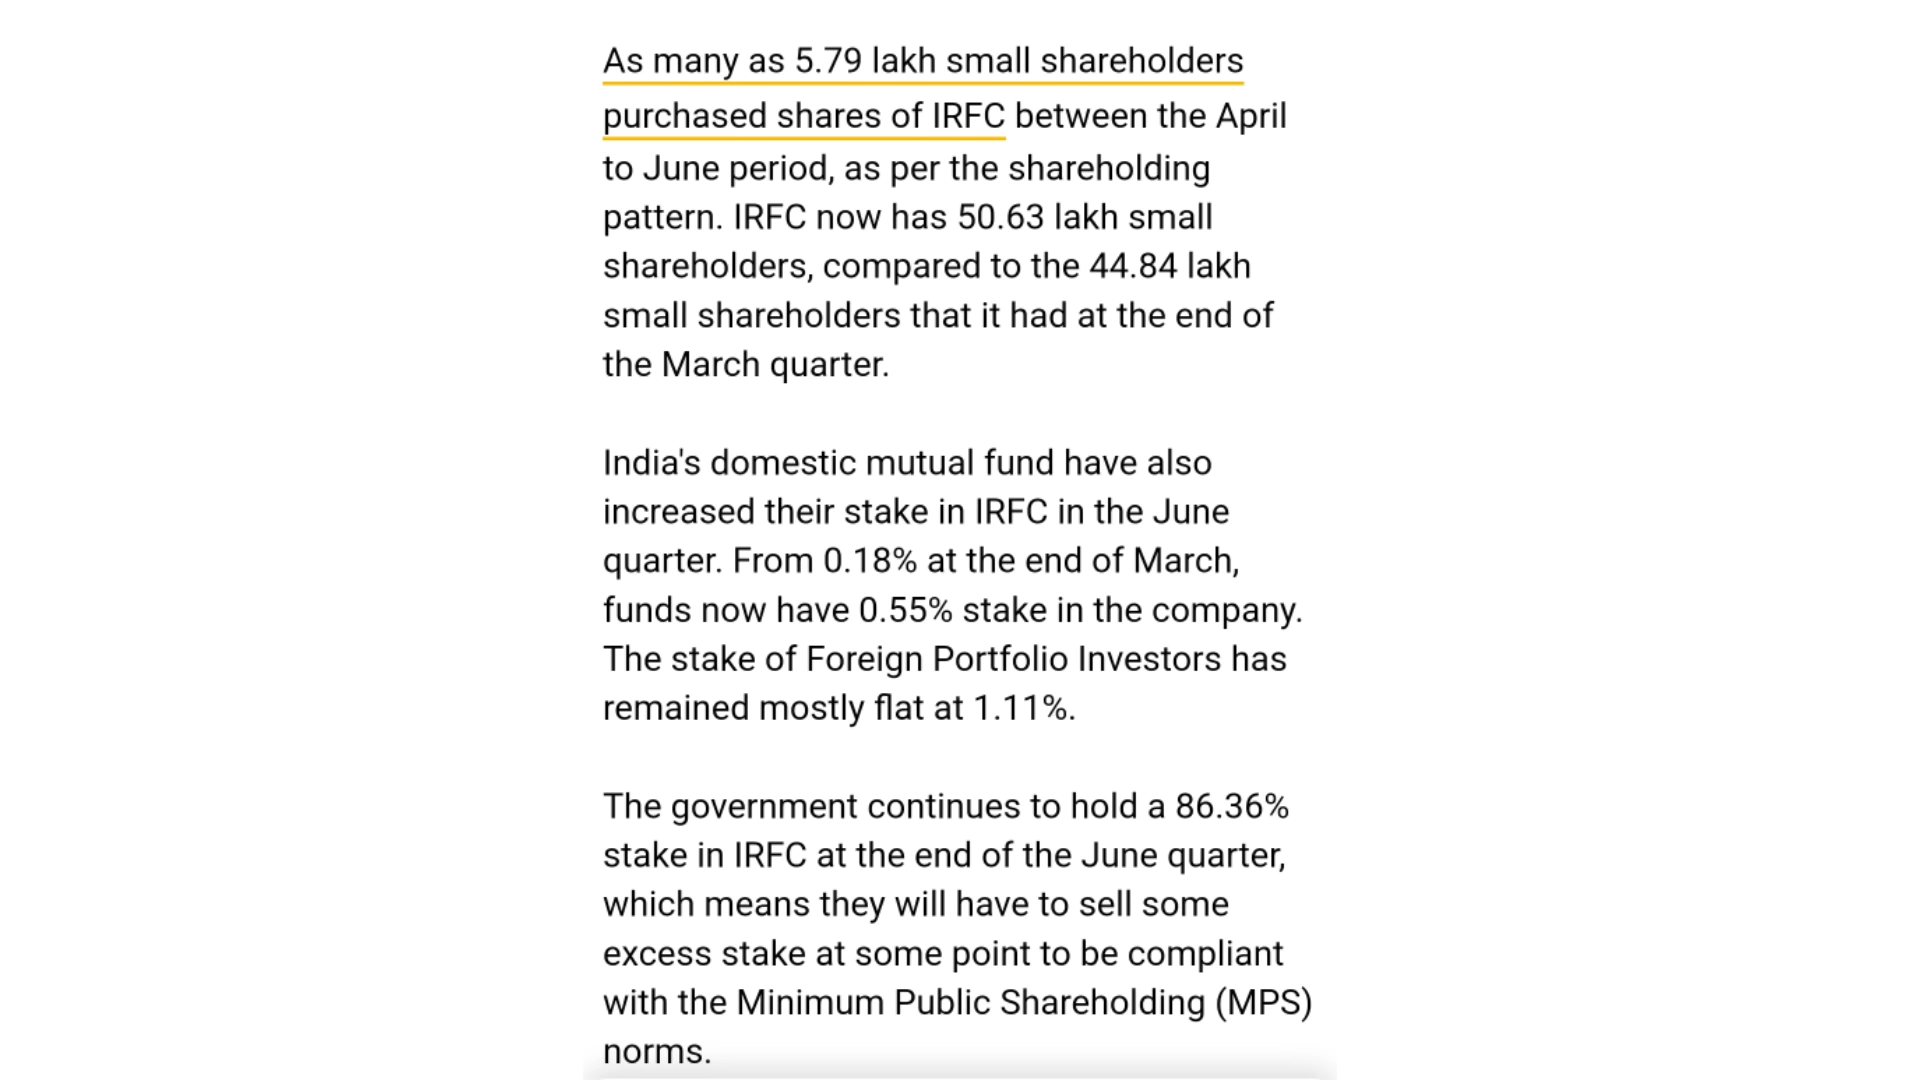 As many as 5.79 lakh small shareholders
purchased shares of IRFC between the April
to June period, as per the shareholding
pattern. IRFC now has 50.63 lakh small
shareholders, compared to the 44.84 lakh
small shareholders that it had at the end of
the March quarter.
India's domestic mutual fund have also
increased their stake in IRFC in the June
quarter. From 0.18% at the end of March,
funds now have 0.55% stake in the company.
The stake of Foreign Portfolio Investors has
remained mostly flat at 1.11%.
The government continues to hold a 86.36%
stake in IRFC at the end of the June quarter,
which means they will have to sell some
excess stake at some point to be compliant
with the Minimum Public Shareholding (MPS)
norms.